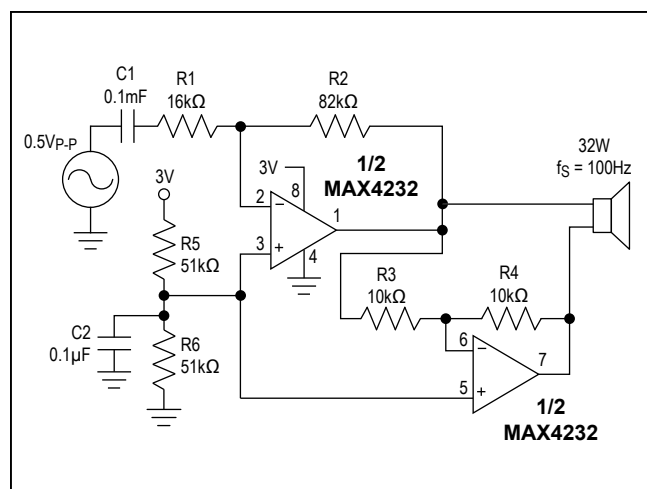 C1
0.1mF
R1
16kΩ
R2
82kΩ
0.5VP-P
3V
3V
1/2
MAX4232
32W
fS = 100Hz
2
8
1
3
4
R5
51kΩ
R3
10kΩ
R4
10kΩ
C2
0.1µF
R6
51kΩ
6
7
5
1/2
MAX4232
−
+
−
+